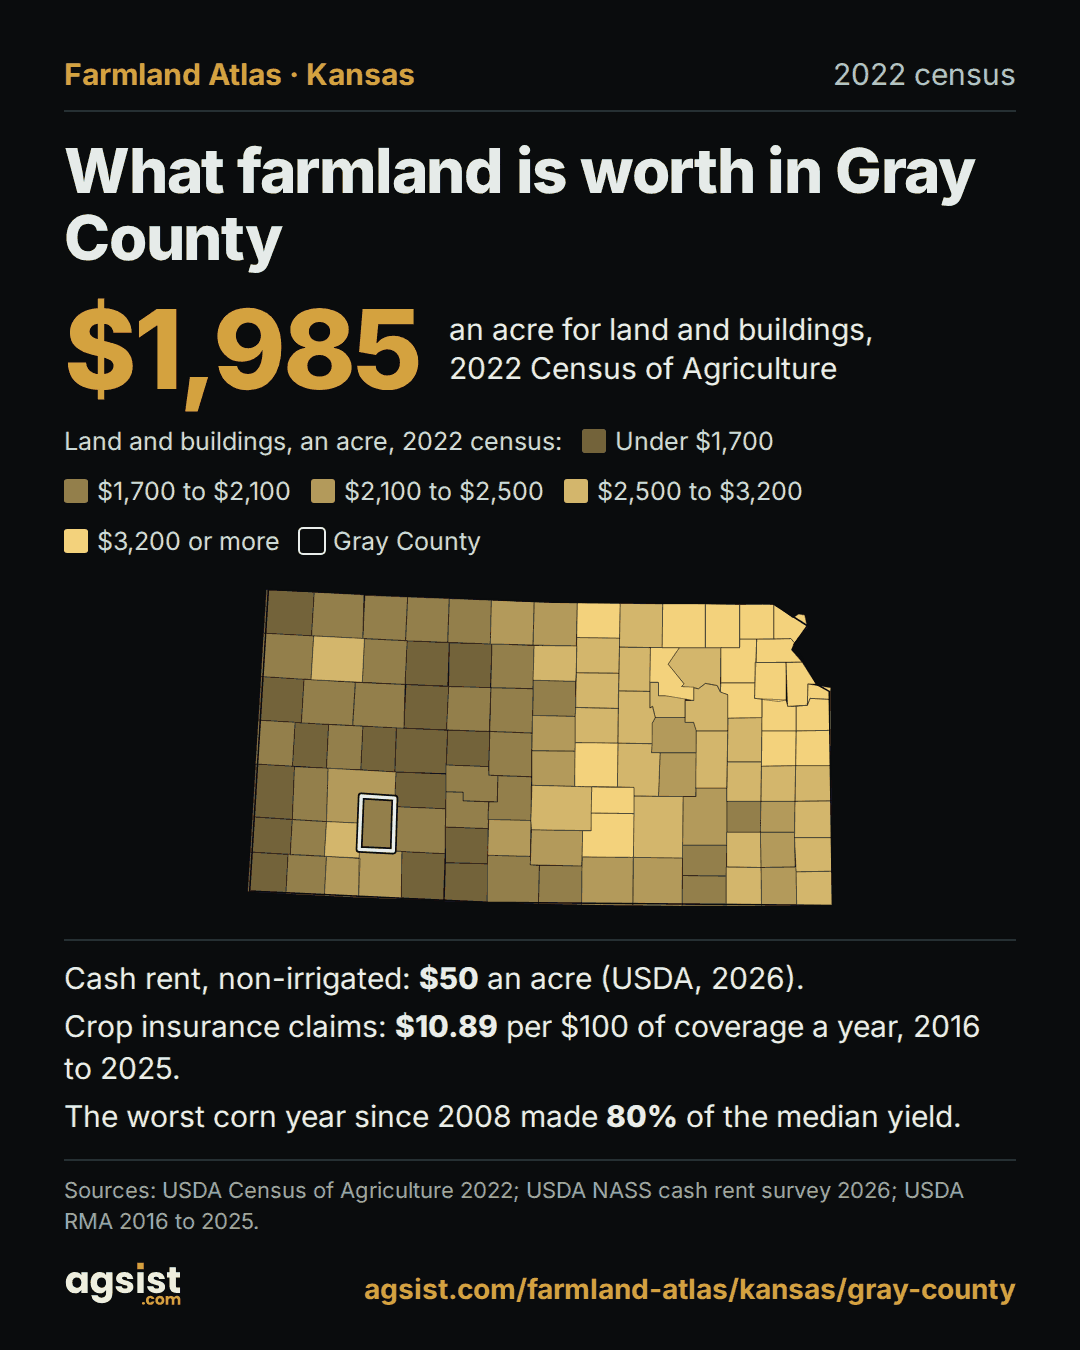 Farmland Atlas · Kansas
2022 census
What farmland is worth in Gray
County
$1,985
an acre for land and buildings,
2022 Census of Agriculture
Land and buildings, an acre, 2022 census: Under $1,700
$1,700 to $2,100 $2,100 to $2,500 $2,500 to $3,200
$3,200 or more Gray County
Cash rent, non-irrigated: $50 an acre (USDA, 2026).
Crop insurance claims: $10.89 per $100 of coverage a year, 2016
to 2025.
The worst corn year since 2008 made 80% of the median yield.
Sources: USDA Census of Agriculture 2022; USDA NASS cash rent survey 2026; USDA
RMA 2016 to 2025.
agsist
.com
agsist.com/farmland-atlas/kansas/gray-county